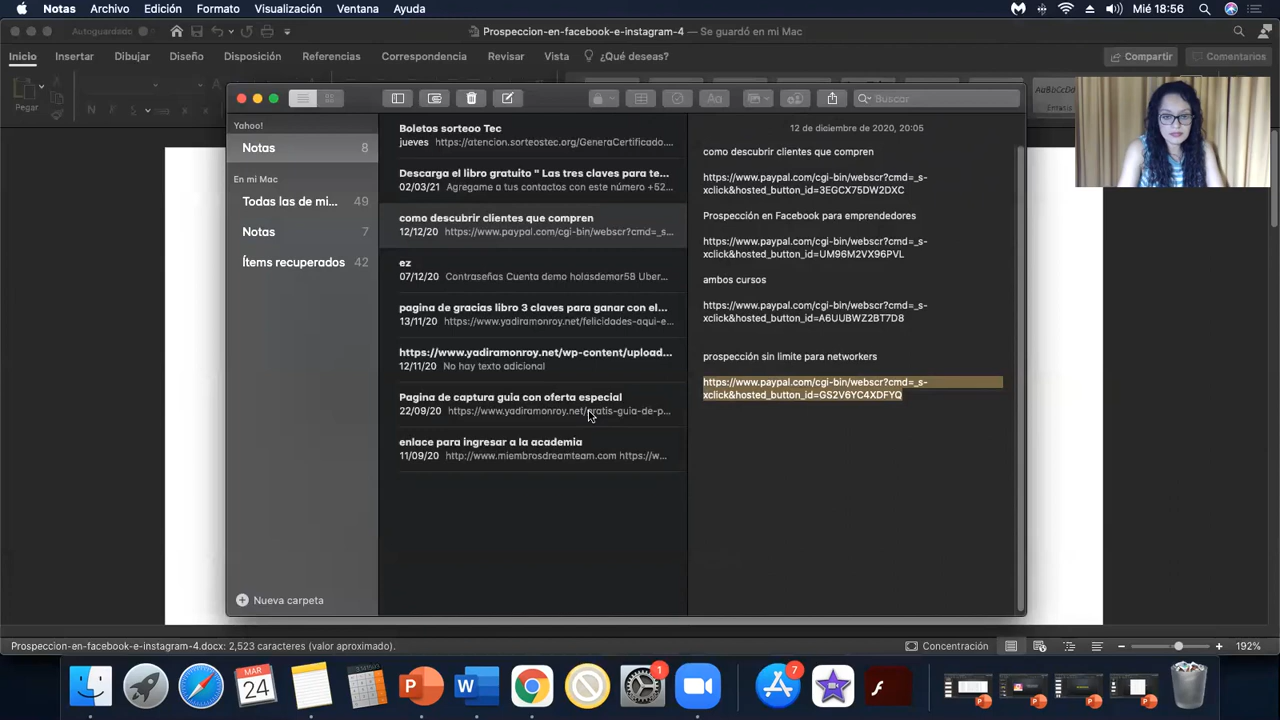 Notas Archivo Edición Formato Visualización Ventana Ayuda Mié 18:56
Autoguardado Prospeccion-en-facebook-e-instagram-4 — Se guardó en mi Mac
Inicio Insertar Dibujar Diseño Disposición Referencias Correspondencia Revisar Vista ¿Qué deseas? Compartir Comentarios
Pegar N
Aa Buscar
AaBbCcDc
Énfasis
Yahoo!
Notas 8
En mi Mac
Todas las de mi... 49
Notas 7
Ítems recuperados 42
Nueva carpeta
Boletos sorteoo Tec
jueves https://atencion.sorteostec.org/GeneraCertificado....
Descarga el libro gratuito " Las tres claves para te...
02/03/21 Agregame a tus contactos con este número +52...
como descubrir clientes que compren
12/12/20 https://www.paypal.com/cgi-bin/webscr?cmd=_s...
ez
07/12/20 Contraseñas Cuenta demo holasdemar58 Uber...
pagina de gracias libro 3 claves para ganar con el...
13/11/20 https://www.yadiramonroy.net/felicidades-aqui-e...
https://www.yadiramonroy.net/wp-content/upload...
12/11/20 No hay texto adicional
Pagina de captura guia con oferta especial
22/09/20 https://www.yadiramonroy.net/gratis-guia-de-p...
enlace para ingresar a la academia
11/09/20 http://www.miembrosdreamteam.com https://w...
12 de diciembre de 2020, 20:05
como descubrir clientes que compren
https://www.paypal.com/cgi-bin/webscr?cmd=_s-
xclick&hosted_button_id=3EGCX75DW2DXC
Prospección en Facebook para emprendedores
https://www.paypal.com/cgi-bin/webscr?cmd=_s-
xclick&hosted_button_id=UM96M2VX96PVL
ambos cursos
https://www.paypal.com/cgi-bin/webscr?cmd=_s-
xclick&hosted_button_id=A6UUBWZ2BT7D8
prospección sin limite para networkers
https://www.paypal.com/cgi-bin/webscr?cmd=_s-
xclick&hosted_button_id=GS2V6YC4XDFYQ
Prospeccion-en-facebook-e-instagram-4.docx: 2,523 caracteres (valor aproximado). Concentración 192%
MAR
24
P
W
1
7